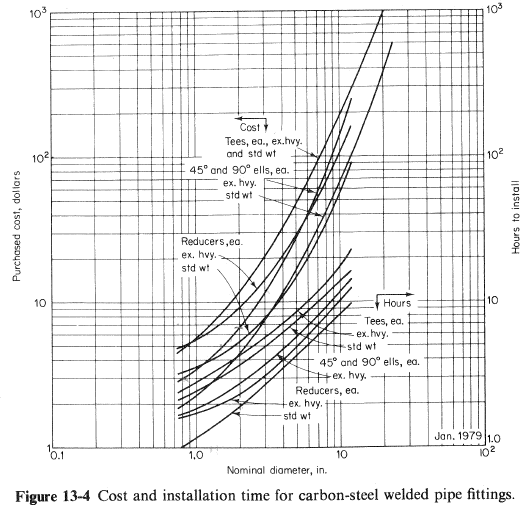 10³
10³
Cost
Tees, ea., ex. hvy.
and std wt
10²
10²
45° and 90° ells, ea.
ex. hvy.
std wt
Purchased cost, dollars
Hours to install
Reducers, ea.
ex. hvy.
std wt
10
10
Hours
Tees, ea.
ex. hvy.
std wt
45° and 90° ells, ea.
ex. hvy.
Reducers, ea.
ex. hvy.
std wt
Jan. 1979
1
1.0
0.1
1.0
10
100
Nominal diameter, in.
Figure 13-4 Cost and installation time for carbon-steel welded pipe fittings.